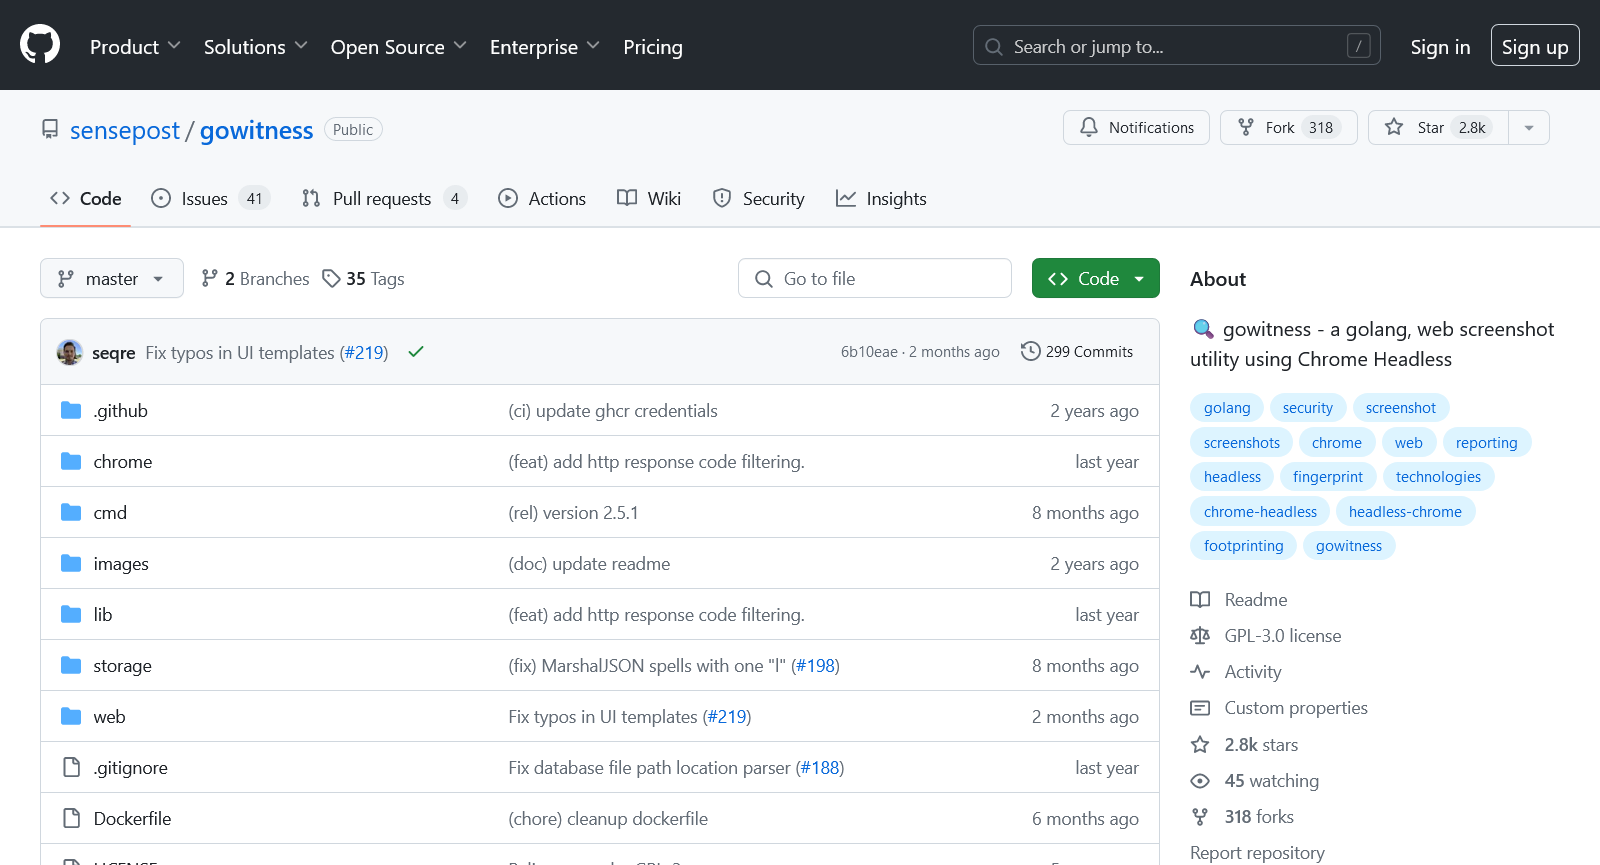 Product Solutions Open Source Enterprise Pricing Search or jump to... / Sign in Sign up
sensepost / gowitness Public Notifications Fork 318 Star 2.8k
Code Issues 41 Pull requests 4 Actions Wiki Security Insights
master 2 Branches 35 Tags Go to file Code
seqre Fix typos in UI templates (#219) 6b10eae · 2 months ago 299 Commits
.github (ci) update ghcr credentials 2 years ago
chrome (feat) add http response code filtering. last year
cmd (rel) version 2.5.1 8 months ago
images (doc) update readme 2 years ago
lib (feat) add http response code filtering. last year
storage (fix) MarshalJSON spells with one "l" (#198) 8 months ago
web Fix typos in UI templates (#219) 2 months ago
.gitignore Fix database file path location parser (#188) last year
Dockerfile (chore) cleanup dockerfile 6 months ago
About
gowitness - a golang, web screenshot
utility using Chrome Headless
golang security screenshot
screenshots chrome web reporting
headless fingerprint technologies
chrome-headless headless-chrome
footprinting gowitness
Readme
GPL-3.0 license
Activity
Custom properties
2.8k stars
45 watching
318 forks
Report repository